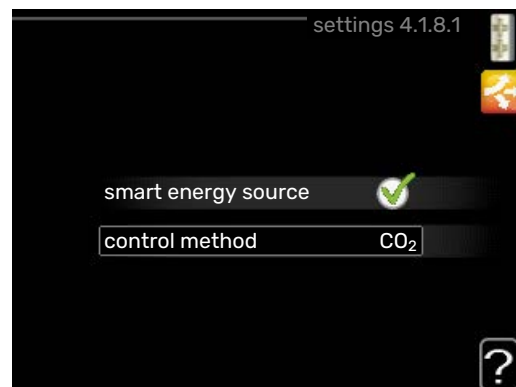 settings 4.1.8.1
smart energy source
control method CO₂
?